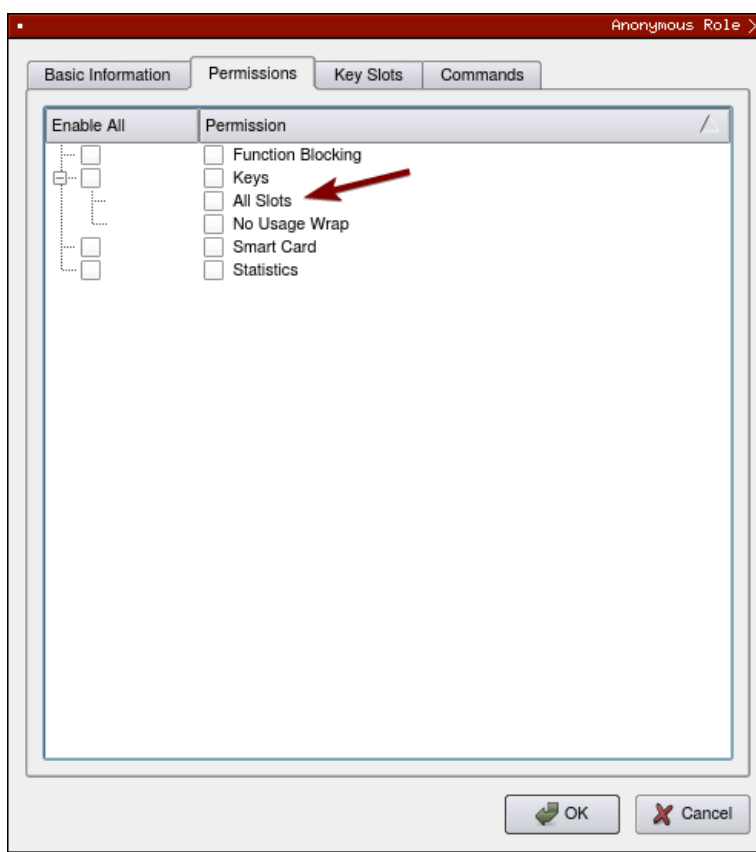 Anonymous Role
Basic Information Permissions Key Slots Commands
Enable All Permission
Function Blocking
Keys
All Slots
No Usage Wrap
Smart Card
Statistics
OK Cancel